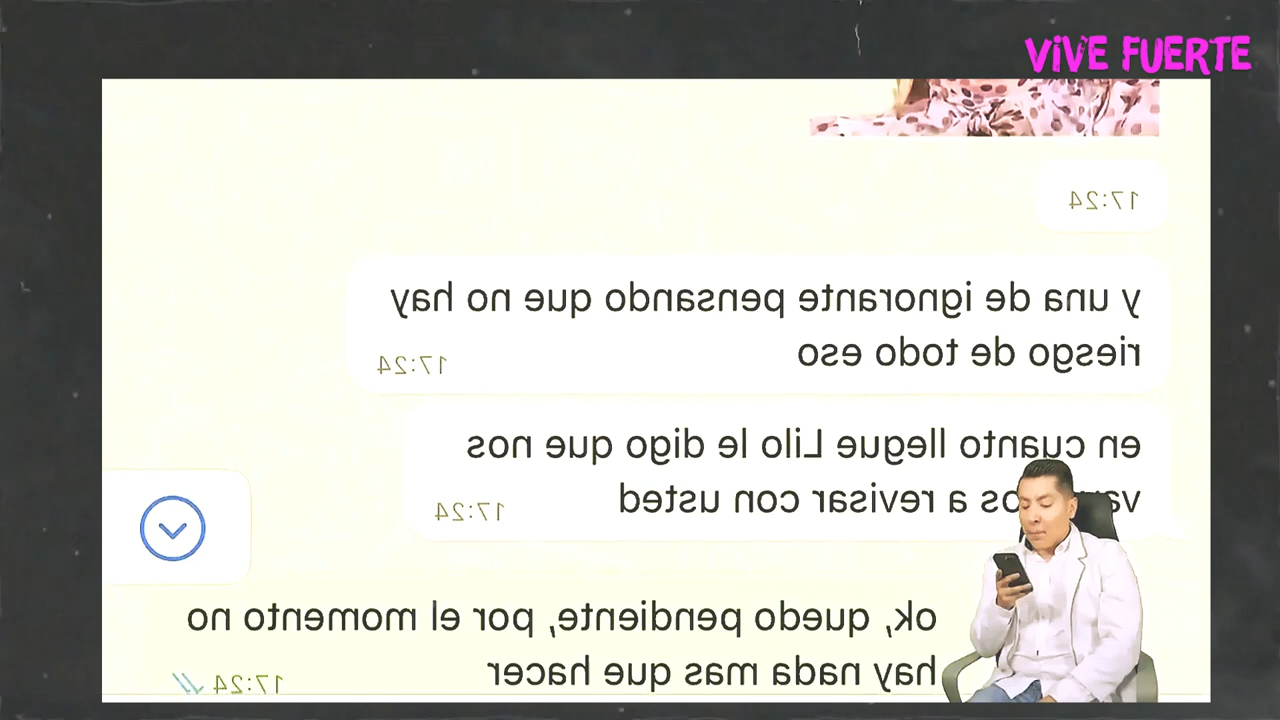 VIVE FUERTE
17:24
y una de ignorante pensando que no hay
riesgo de todo eso
17:24
en cuanto llegue Lilo le digo que nos
a revisar con usted
17:24
ok, quedo pendiente, por el momento no
hay nada mas que hacer
17:24